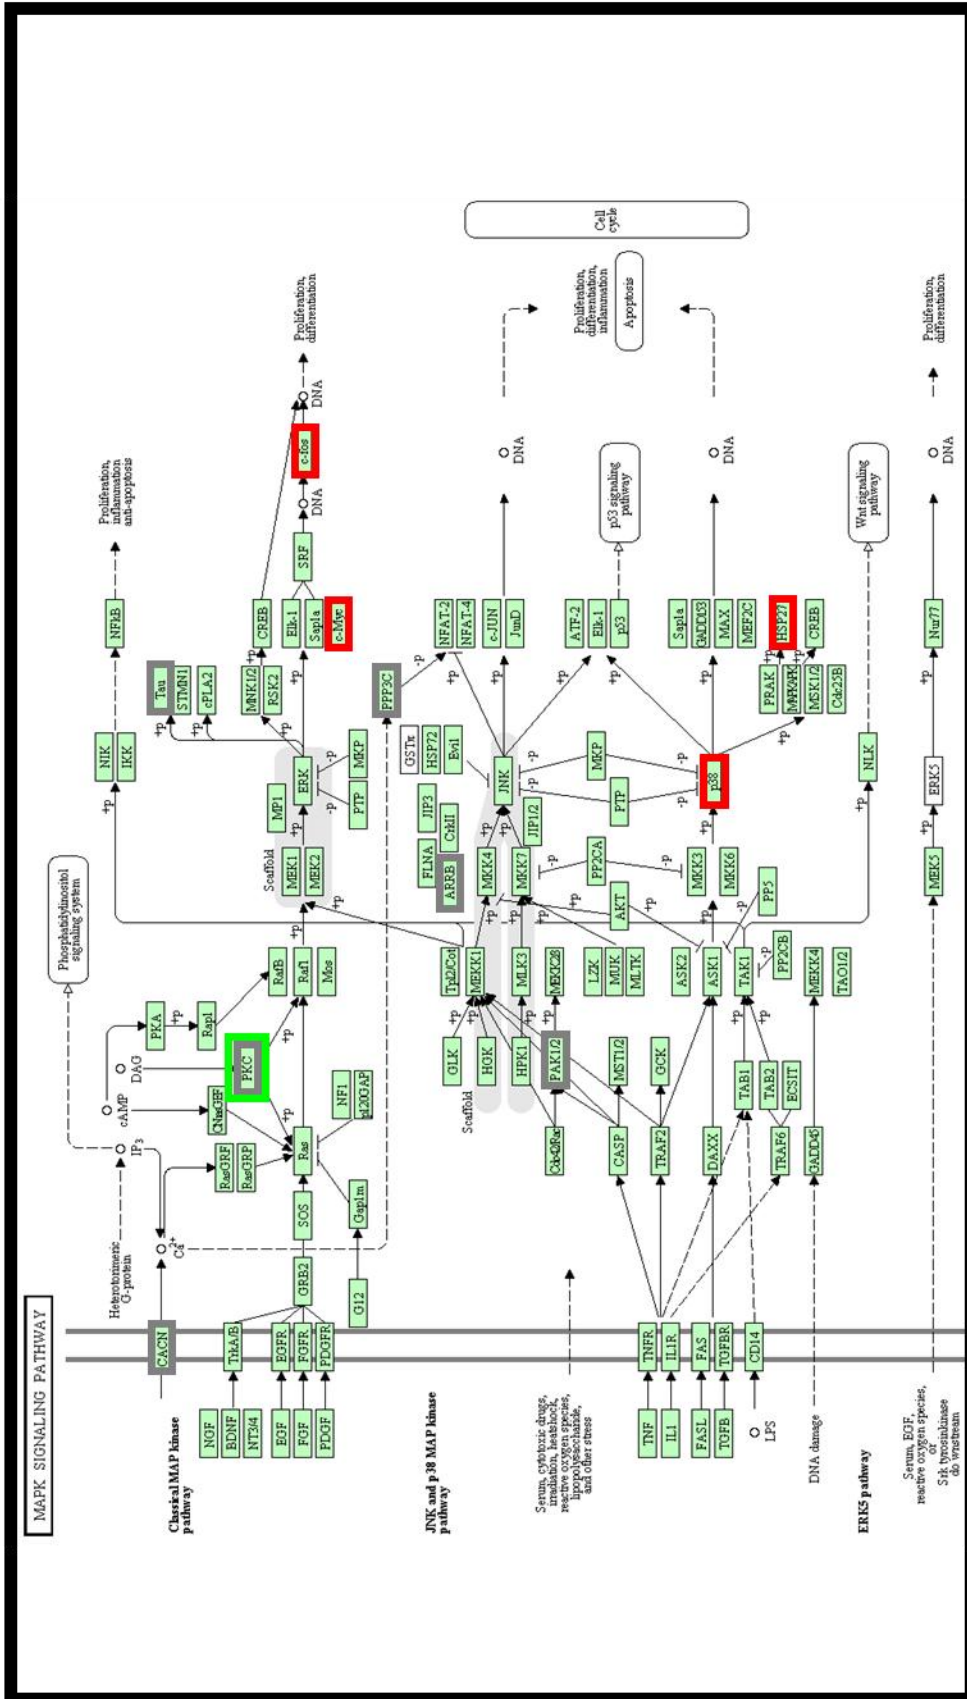 MAPK SIGNALING PATHWAY
Classical MAP kinase
pathway
Heterotrimeric
G-protein
IP3
cAMP
DAG
Phosphatidylinositol
signaling system
CACN
Ca2+
RasGRF
RasGRP
CNasGEF
PKC
PKA
+p
Rap1
NGF
BDNF
NT3/4
EGF
FGF
PDGF
TrkA/B
EGFR
FGFR
PDGFR
GRB2
SOS
G12
Gap1m
Ras
+p
+p
NF1
p120GAP
RafB
Raf1
Mos
+p
+p
Scaffold
MEK1
MEK2
+p
MP1
ERK
-p
-p
PTP
MKP
NIK
IKK
+p
NFkB
Proliferation,
inflammation
anti-apoptosis
Tau
STMN1
cPLA2
+p
+p
MNK1/2
RSK2
+p
+p
CREB
Elk-1
Sap1a
c-Myc
SRF
DNA
c-fos
DNA
Proliferation,
differentiation
PPP3C
-p
JNK and p38 MAP kinase
pathway
Serum, cytotoxic drugs,
irradiation, heatshock,
reactive oxygen species,
lipopolysaccharide,
and other stress
Scaffold
GLK
HGK
HPK1
Tpl2/Cot
MEKK1
MLK3
+p
+p
Cdc42/Rac
PAK1/2
+p
MEKK2/3
LZK
MUK
MLTK
FLNA
ARRB
JIP3
CrkII
MKK4
MKK7
+p
+p
+p
+p
JIP1/2
GSTπ
HSP72
Evi1
JNK
-p
-p
-p
-p
PTP
MKP
NFAT-2
NFAT-4
c-JUN
JunD
+p
+p
DNA
Proliferation,
differentiation,
inflammation
Apoptosis
Cell
cycle
ATF-2
Elk-1
p53
+p
+p
p53 signaling
pathway
TNF
IL1
FASL
TGFB
LPS
TNFR
IL1R
FAS
TGFBR
CD14
CASP
TRAF2
DAXX
TRAF6
MST1/2
GCK
TAB1
TAB2
ECSIT
+p
+p
ASK2
ASK1
TAK1
-p
PP2CB
-p
PP5
AKT
PP2CA
-p
-p
+p
MKK3
MKK6
+p
p38
+p
+p
Sap1a
GADD153
MAX
MEF2C
DNA
PRAK
MAPKAPK
MSK1/2
Cdc25B
+p
+p
HSP27
CREB
DNA damage
GADD45
MEKK4
TAO1/2
+p
NLK
Wnt signaling
pathway
ERK5 pathway
Serum, EGF,
reactive oxygen species,
or
Srk tyrosinkinase
do wnstream
MEK5
+p
ERK5
+p
Nur77
DNA
Proliferation,
differentiation